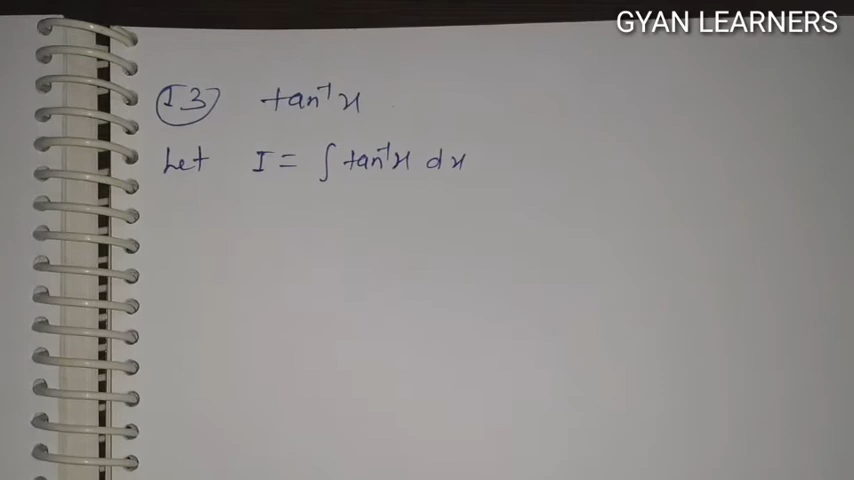 GYAN LEARNERS
13) tan⁻¹x
Let I = ∫ tan⁻¹x dx